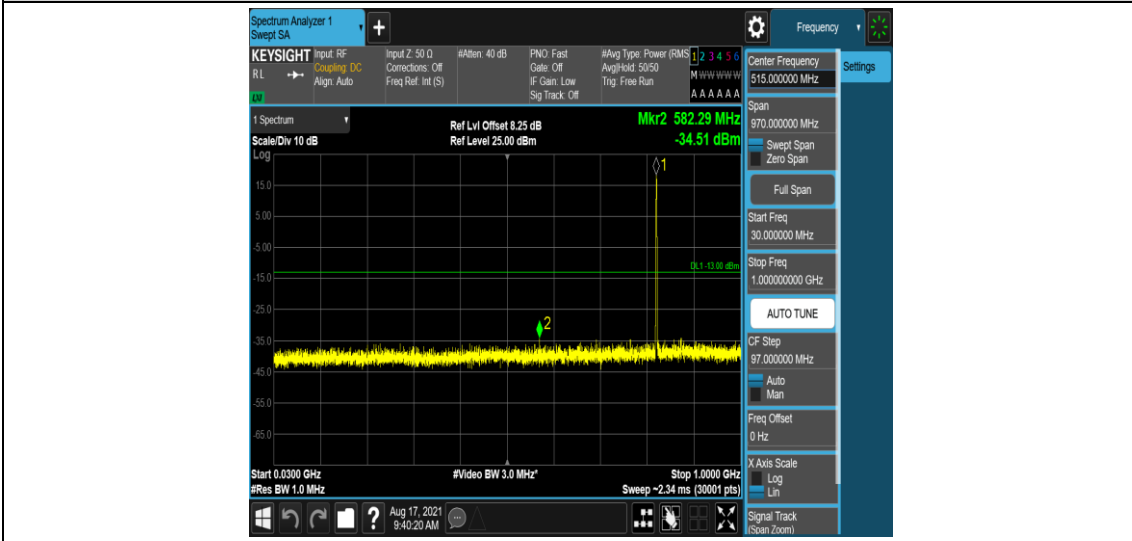 Spectrum Analyzer 1
Swept SA
+
Frequency
KEYSIGHT
RL
Input: RF
Coupling: DC
Align: Auto
Input Z: 50 Ω
Corrections: Off
Freq Ref: Int (S)
#Atten: 40 dB
PNO: Fast
Gate: Off
IF Gain: Low
Sig Track: Off
#Avg Type: Power (RMS
Avg|Hold: 50/50
Trig: Free Run
1 2 3 4 5 6
M W W W W W
A A A A A A
1 Spectrum
Scale/Div 10 dB
Log
Ref Lvl Offset 8.25 dB
Ref Level 25.00 dBm
Mkr2 582.29 MHz
-34.51 dBm
15.0
5.00
-5.00
-15.0
-25.0
-35.0
-45.0
-55.0
-65.0
1
DL1 -13.00 dBm
2
Start 0.0300 GHz
#Res BW 1.0 MHz
#Video BW 3.0 MHz*
Stop 1.0000 GHz
Sweep ~2.34 ms (30001 pts)
?
Aug 17, 2021
9:40:20 AM
Center Frequency
515.000000 MHz
Settings
Span
970.000000 MHz
Swept Span
Zero Span
Full Span
Start Freq
30.000000 MHz
Stop Freq
1.000000000 GHz
AUTO TUNE
CF Step
97.000000 MHz
Auto
Man
Freq Offset
0 Hz
X Axis Scale
Log
Lin
Signal Track
(Span Zoom)